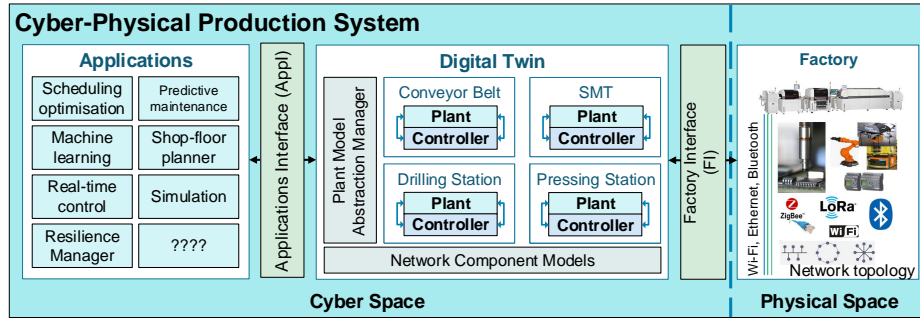 Cyber-Physical Production System
Applications
Scheduling
optimisation
Predictive
maintenance
Machine
learning
Shop-floor
planner
Real-time
control
Simulation
Resilience
Manager
????
Applications Interface (AppI)
Digital Twin
Plant Model
Abstraction Manager
Conveyor Belt
Plant
Controller
SMT
Plant
Controller
Drilling Station
Plant
Controller
Pressing Station
Plant
Controller
Network Component Models
Factory Interface
(FI)
Factory
Wi-Fi, Ethernet, Bluetooth
ZigBee
LoRa
WiFi
Network topology
Cyber Space
Physical Space